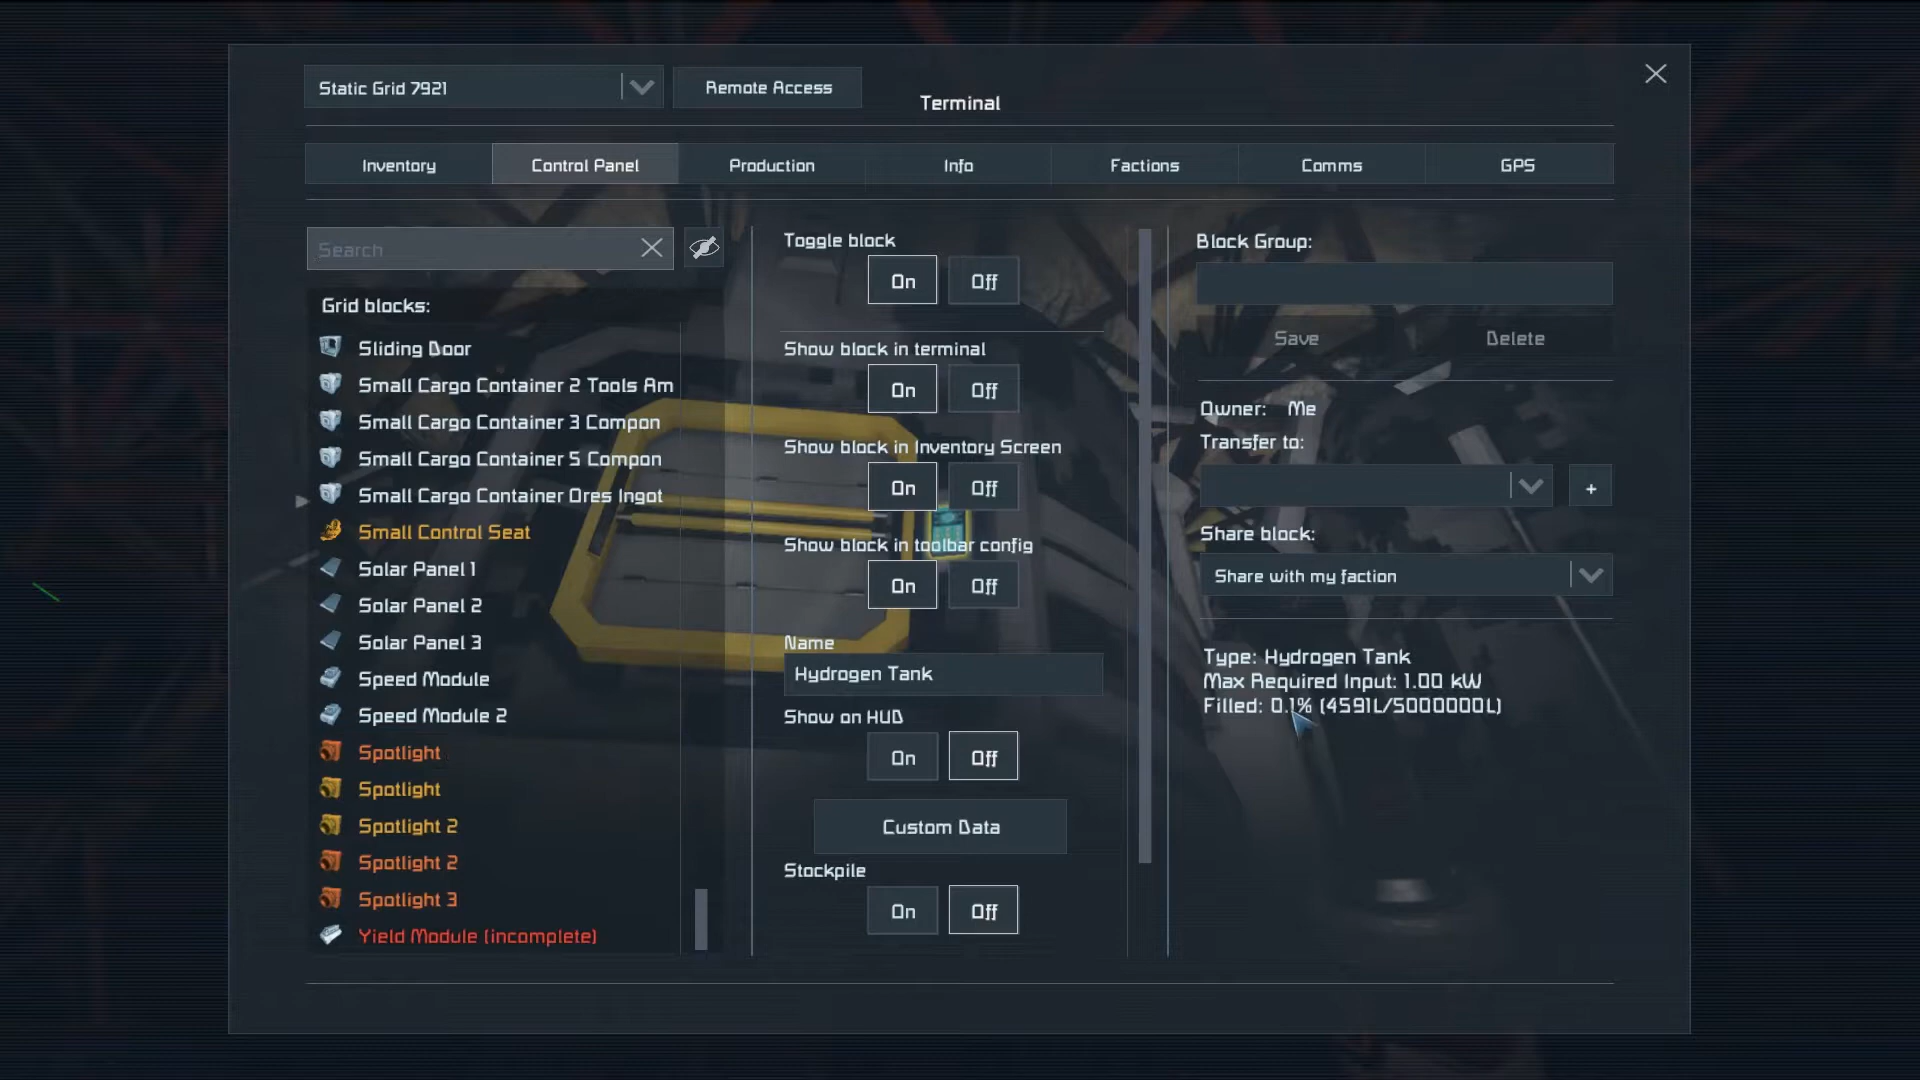 Static Grid 7921
Remote Access
Terminal
Inventory
Control Panel
Production
Info
Factions
Comms
GPS
Search
Grid blocks:
Sliding Door
Small Cargo Container 2 Tools Am
Small Cargo Container 3 Compon
Small Cargo Container 5 Compon
Small Cargo Container Ores Ingot
Small Control Seat
Solar Panel 1
Solar Panel 2
Solar Panel 3
Speed Module
Speed Module 2
Spotlight
Spotlight
Spotlight 2
Spotlight 2
Spotlight 3
Yield Module (incomplete)
Toggle block
On Off
Show block in terminal
On Off
Show block in Inventory Screen
On Off
Show block in toolbar config
On Off
Name
Hydrogen Tank
Show on HUD
On Off
Custom Data
Stockpile
On Off
Block Group:
Save Delete
Owner: Me
Transfer to:
+
Share block:
Share with my faction
Type: Hydrogen Tank
Max Required Input: 1.00 kW
Filled: 0.1% (4591L/5000000L)